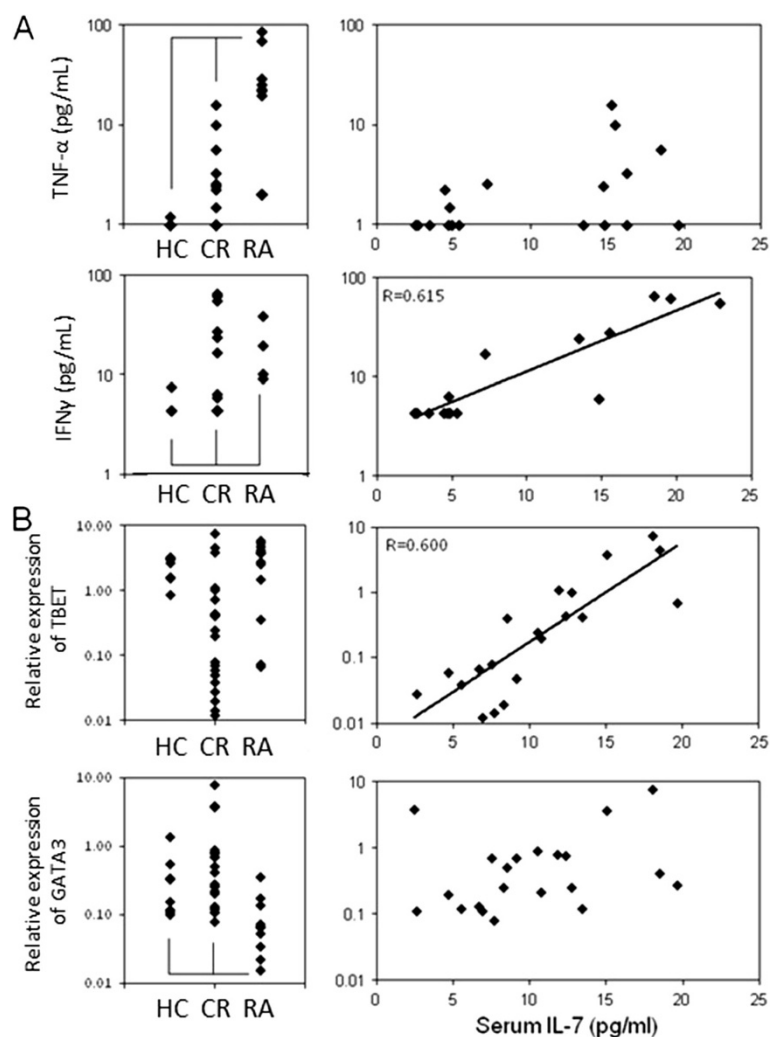 A
TNF-α (pg/mL)
100
10
1
HC CR RA
100
10
1
0 5 10 15 20 25
IFNγ (pg/mL)
100
10
1
HC CR RA
R=0.615
100
10
1
0 5 10 15 20 25
B
Relative expression
of TBET
10.00
1.00
0.10
0.01
HC CR RA
R=0.600
10
1
0.1
0.01
0 5 10 15 20 25
Relative expression
of GATA3
10.00
1.00
0.10
0.01
HC CR RA
10
1
0.1
0.01
0 5 10 15 20 25
Serum IL-7 (pg/ml)